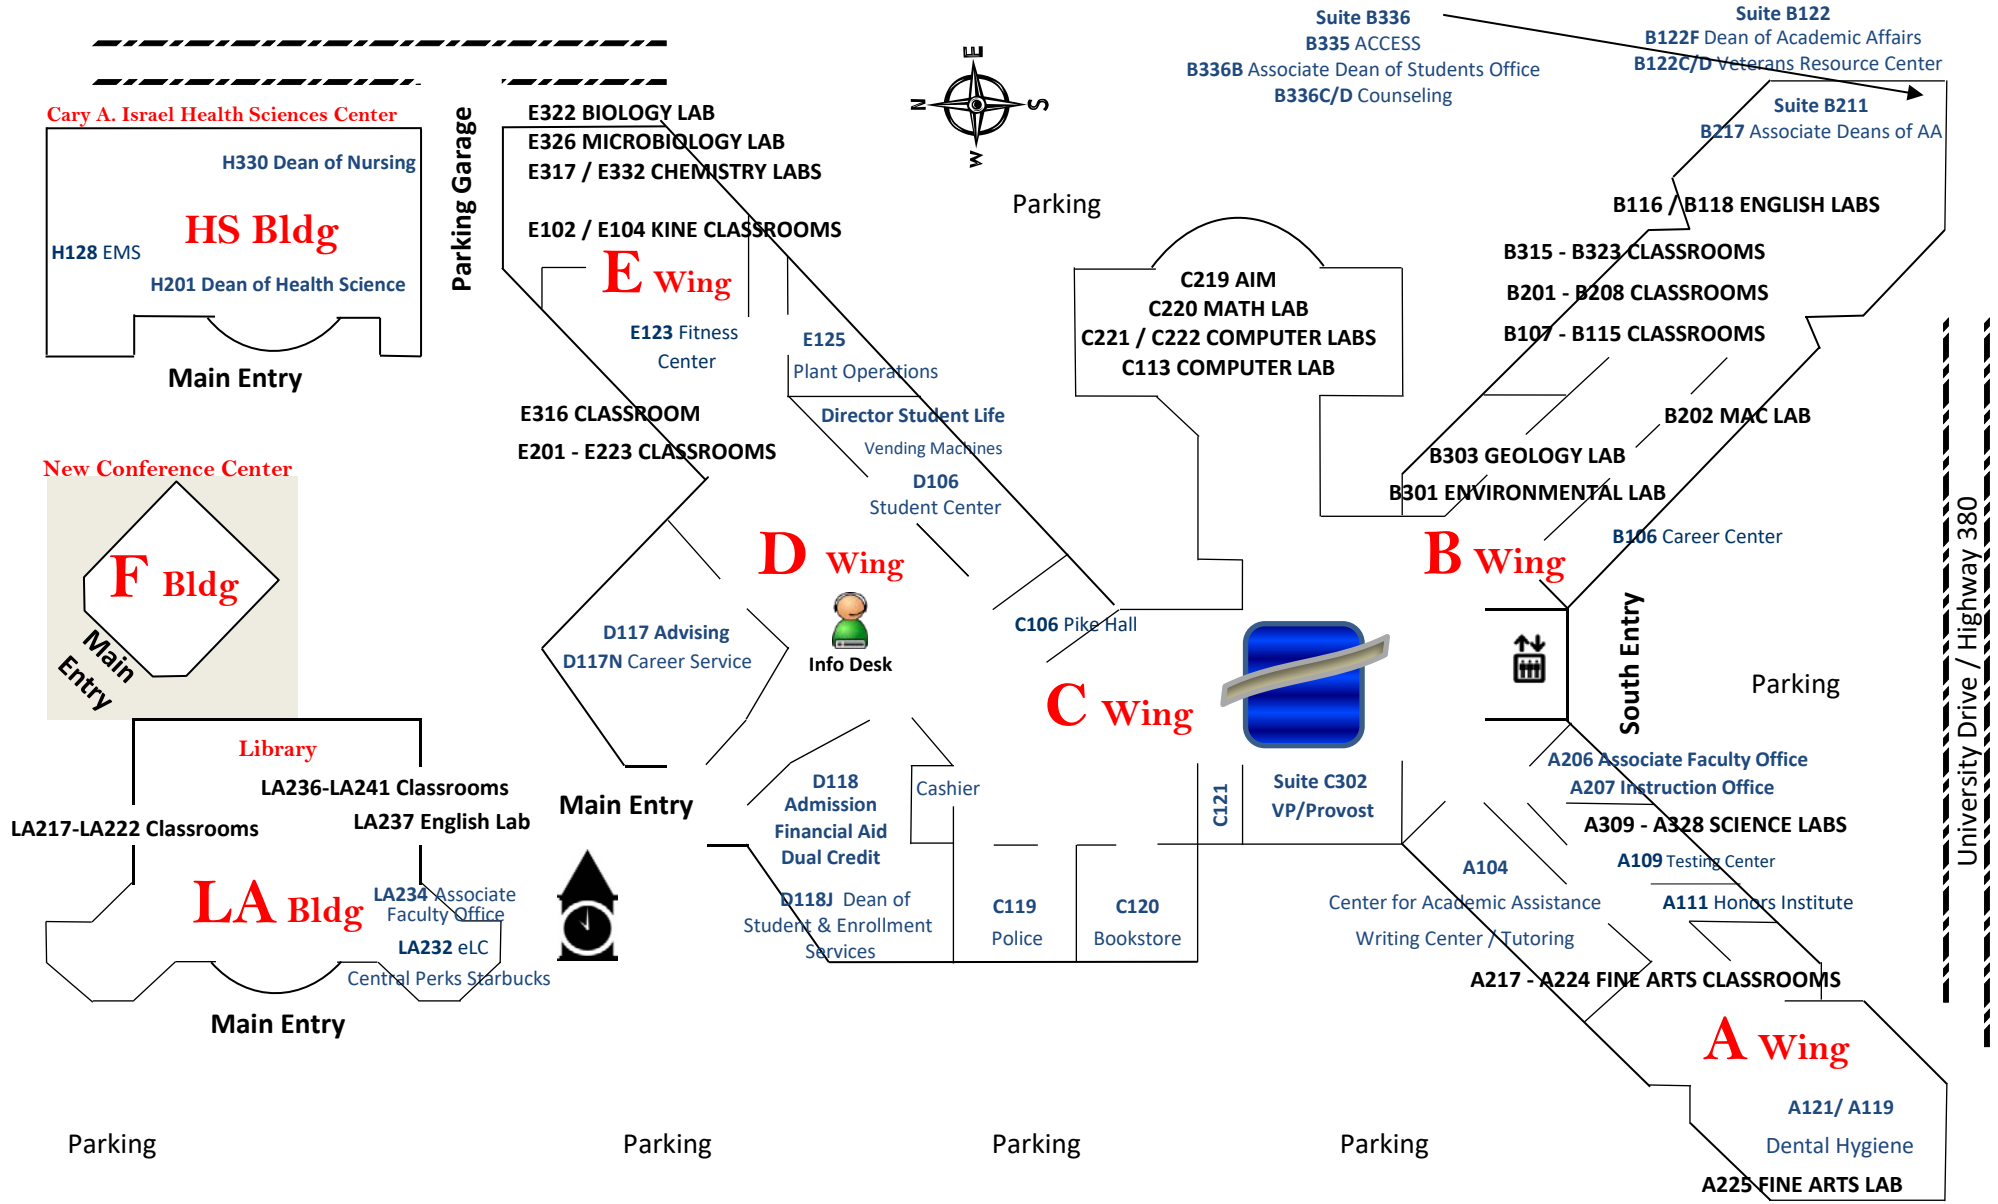 Suite B336
B335 ACCESS
B336B Associate Dean of Students Office
B336C/D Counseling
Suite B122
B122F Dean of Academic Affairs
B122C/D Veterans Resource Center
Suite B211
B217 Associate Deans of AA
N
E
S
W
Cary A. Israel Health Sciences Center
H330 Dean of Nursing
HS Bldg
H128 EMS
H201 Dean of Health Science
Main Entry
Parking Garage
E322 BIOLOGY LAB
E326 MICROBIOLOGY LAB
E317 / E332 CHEMISTRY LABS
E102 / E104 KINE CLASSROOMS
E Wing
E123 Fitness
Center
E125
Plant Operations
E316 CLASSROOM
E201 - E223 CLASSROOMS
Director Student Life
Vending Machines
D106
Student Center
Parking
C219 AIM
C220 MATH LAB
C221 / C222 COMPUTER LABS
C113 COMPUTER LAB
B116 / B118 ENGLISH LABS
B315 - B323 CLASSROOMS
B201 - B208 CLASSROOMS
B107 - B115 CLASSROOMS
B202 MAC LAB
B303 GEOLOGY LAB
B301 ENVIRONMENTAL LAB
B106 Career Center
B Wing
New Conference Center
F Bldg
Main
Entry
D Wing
Info Desk
D117 Advising
D117N Career Service
C106 Pike Hall
C Wing
South Entry
Parking
University Drive / Highway 380
Library
LA236-LA241 Classrooms
LA237 English Lab
LA217-LA222 Classrooms
LA Bldg
LA234 Associate
Faculty Office
LA232 eLC
Central Perks Starbucks
Main Entry
Main Entry
D118
Admission
Financial Aid
Dual Credit
D118J Dean of
Student & Enrollment
Services
Cashier
C119
Police
C120
Bookstore
C121
Suite C302
VP/Provost
A206 Associate Faculty Office
A207 Instruction Office
A309 - A328 SCIENCE LABS
A109 Testing Center
A111 Honors Institute
A104
Center for Academic Assistance
Writing Center / Tutoring
A217 - A224 FINE ARTS CLASSROOMS
A Wing
A121/ A119
Dental Hygiene
A225 FINE ARTS LAB
Parking
Parking
Parking
Parking